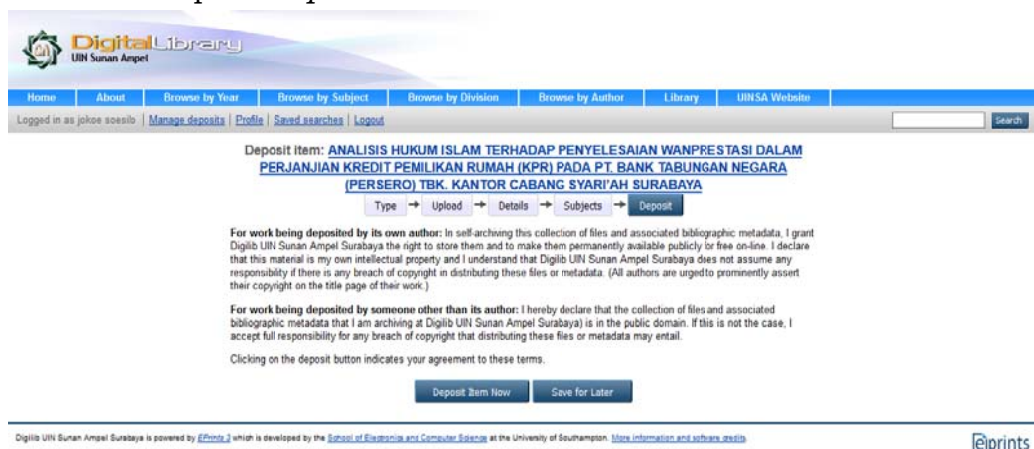 DigitalLibrary
UIN Sunan Ampel
Home About Browse by Year Browse by Subject Browse by Division Browse by Author Library UINSA Website
Logged in as jokoe soesilo | Manage deposits | Profile | Saved searches | Logout Search
Deposit item: ANALISIS HUKUM ISLAM TERHADAP PENYELESAIAN WANPRESTASI DALAM
PERJANJIAN KREDIT PEMILIKAN RUMAH (KPR) PADA PT. BANK TABUNGAN NEGARA
(PERSERO) TBK. KANTOR CABANG SYARI'AH SURABAYA
Type → Upload → Details → Subjects → Deposit
For work being deposited by its own author: In self-archiving this collection of files and associated bibliographic metadata, I grant
Digilib UIN Sunan Ampel Surabaya the right to store them and to make them permanently available publicly for free on-line. I declare
that this material is my own intellectual property and I understand that Digilib UIN Sunan Ampel Surabaya does not assume any
responsibility if there is any breach of copyright in distributing these files or metadata. (All authors are urged to prominently assert
their copyright on the title page of their work.)
For work being deposited by someone other than its author: I hereby declare that the collection of files and associated
bibliographic metadata that I am archiving at Digilib UIN Sunan Ampel Surabaya) is in the public domain. If this is not the case, I
accept full responsibility for any breach of copyright that distributing these files or metadata may entail.
Clicking on the deposit button indicates your agreement to these terms.
Deposit Item Now Save for Later
Digilib UIN Sunan Ampel Surabaya is powered by EPrints 3 which is developed by the School of Electronics and Computer Science at the University of Southampton. More information and software credits.
eprints